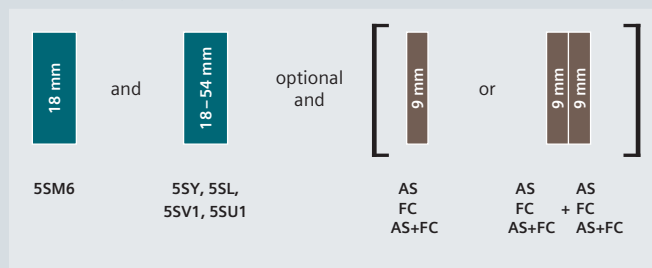 18 mm
and
18–54 mm
optional
and
9 mm
or
9 mm
9 mm
5SM6
5SY, 5SL,
5SV1, 5SU1
AS
FC
AS+FC
AS AS
FC + FC
AS+FC AS+FC